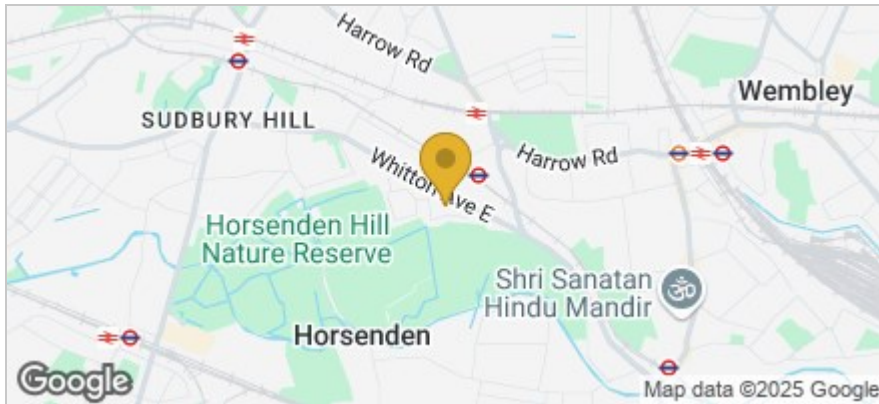 Harrow Rd
Wembley
SUDBURY HILL
Harrow Rd
Whitton Ave E
Horsenden Hill
Nature Reserve
Shri Sanatan
Hindu Mandir
ॐ
Horsenden
Google
Map data ©2025 Google